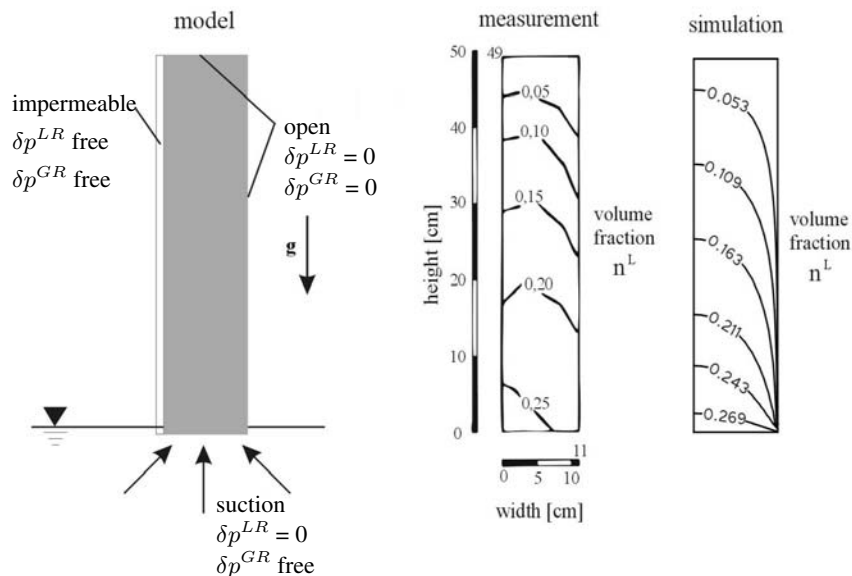 model
impermeable
δp^{LR} free
δp^{GR} free
open
δp^{LR} = 0
δp^{GR} = 0
g
suction
δp^{LR} = 0
δp^{GR} free
measurement
50
49
40
30
20
10
0
height [cm]
0,05
0,10
0,15
0,20
0,25
volume
fraction
n^L
11
0 5 10
width [cm]
simulation
0.053
0.109
0.163
0.211
0.243
0.269
volume
fraction
n^L